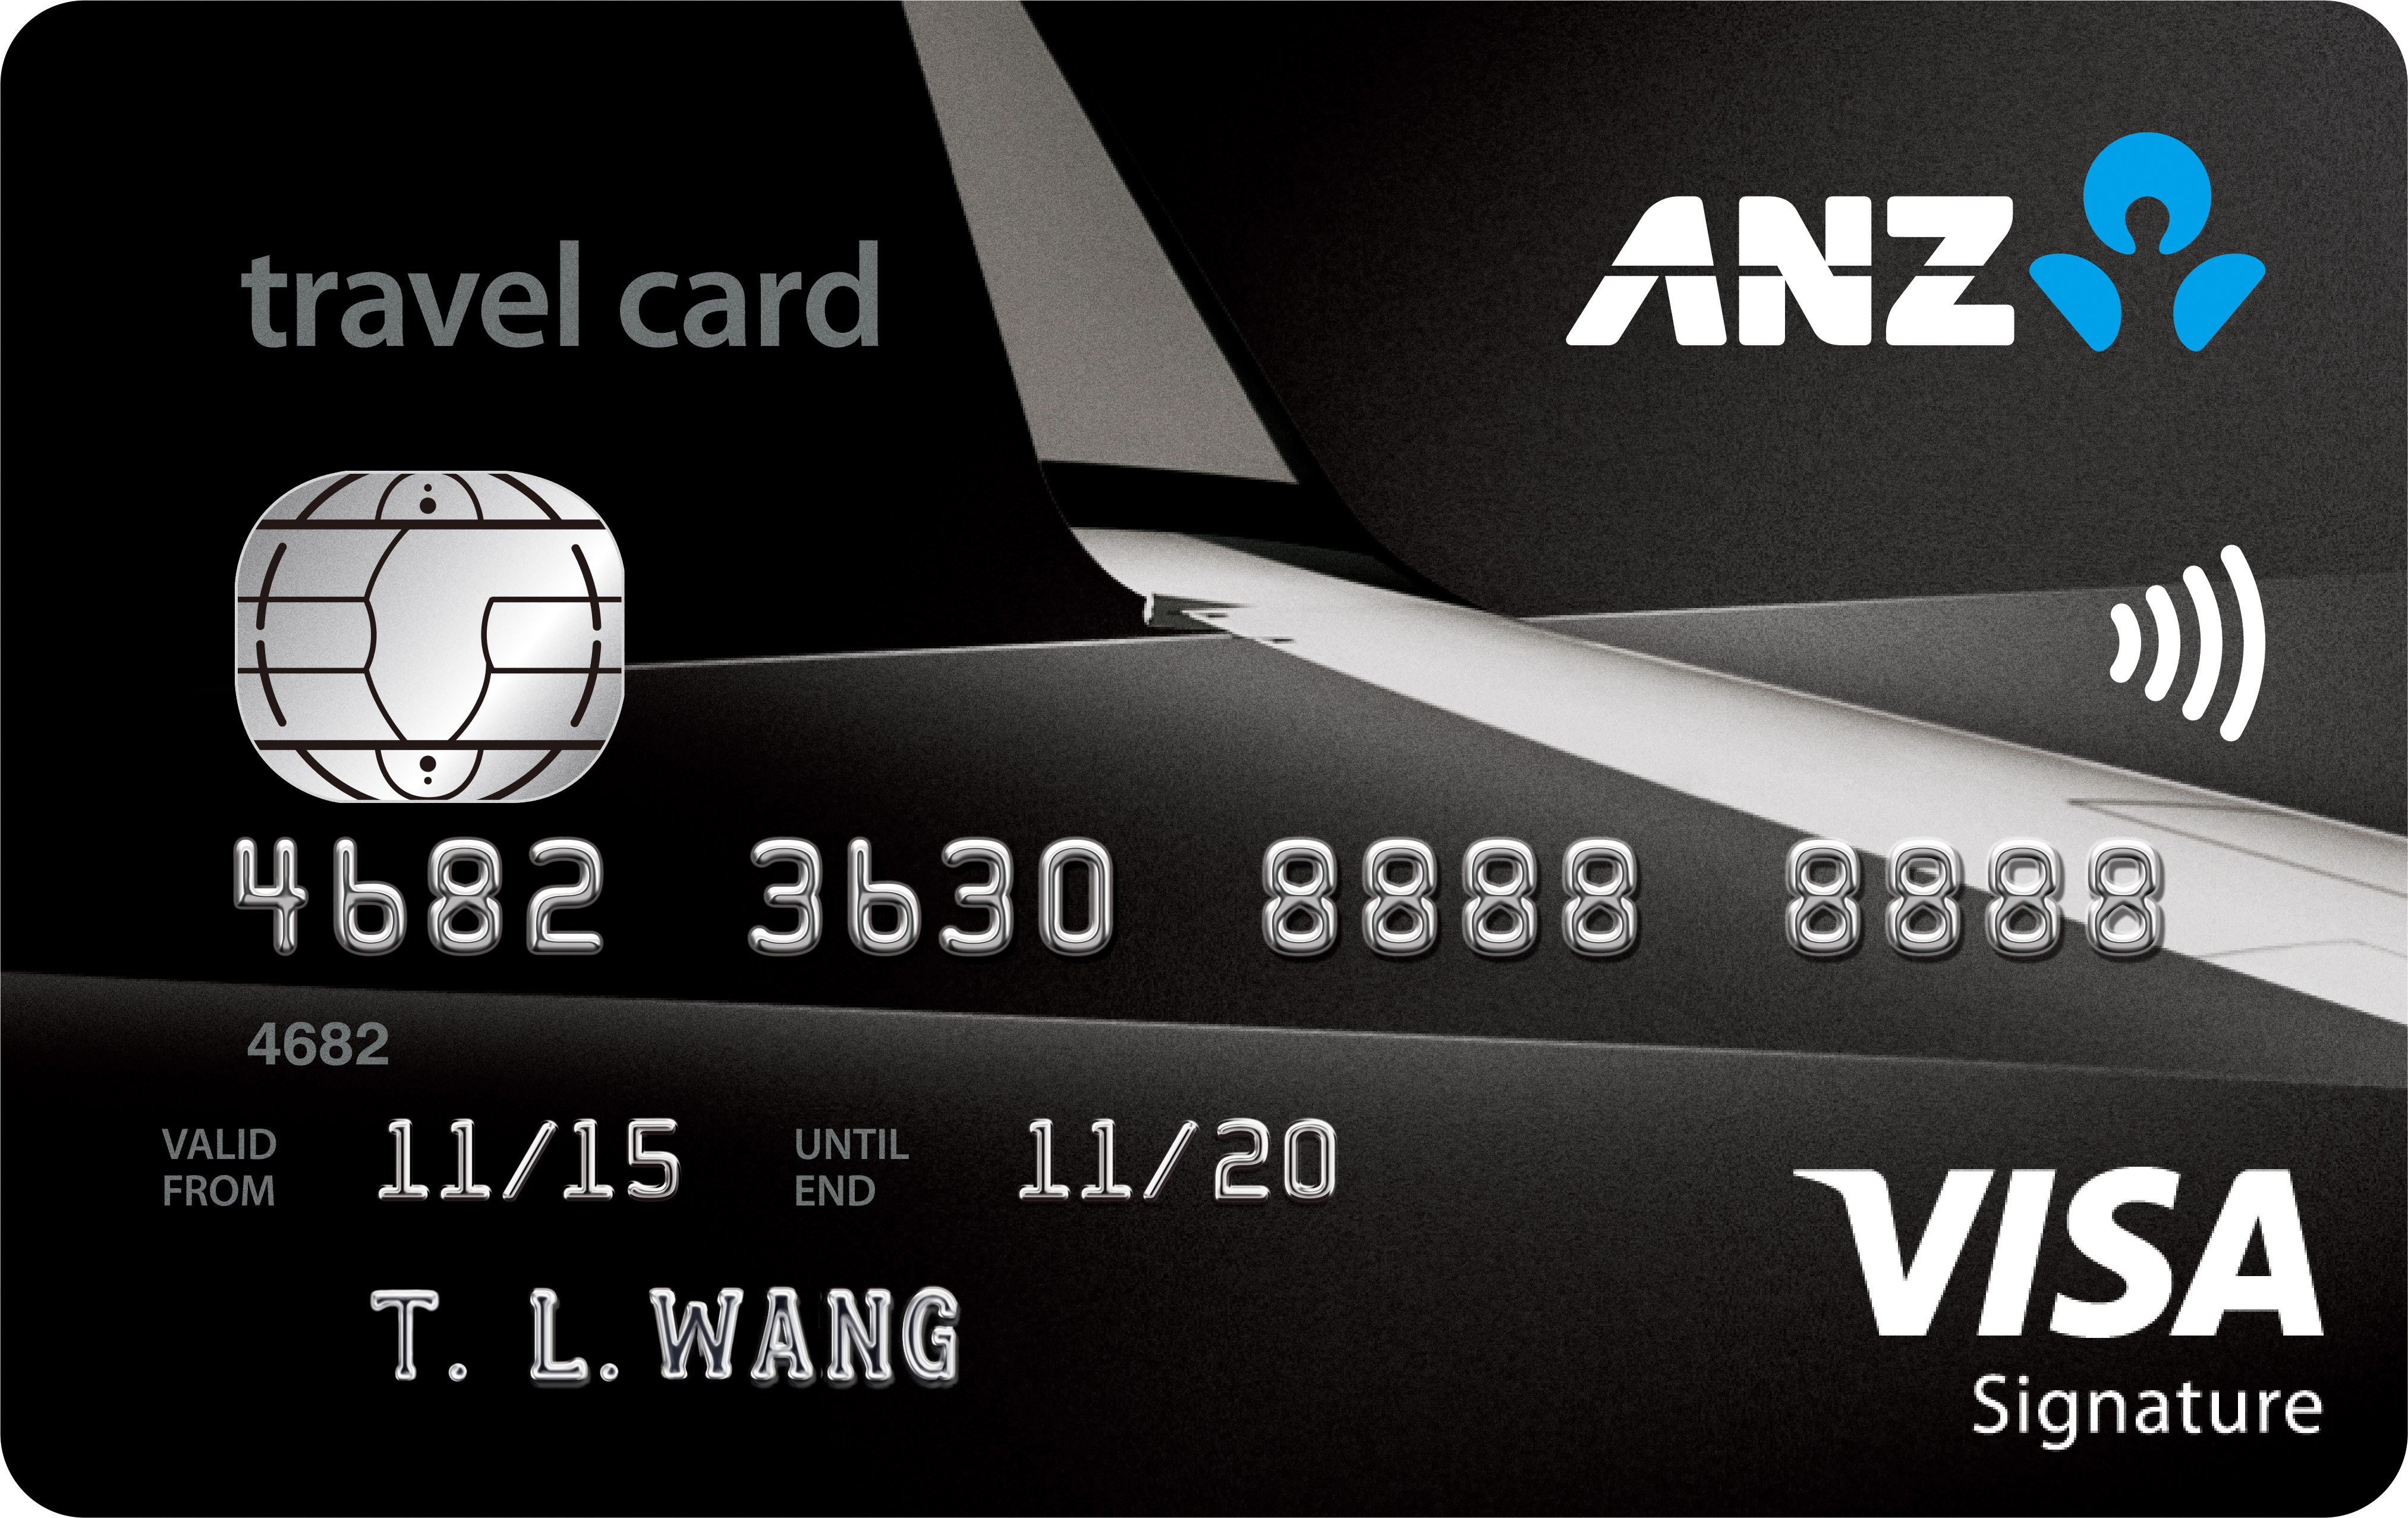 travel card
ANZ
4682 3630 8888 8888
4682
VALID FROM 11/15 UNTIL END 11/20
T. L. WANG
VISA
Signature